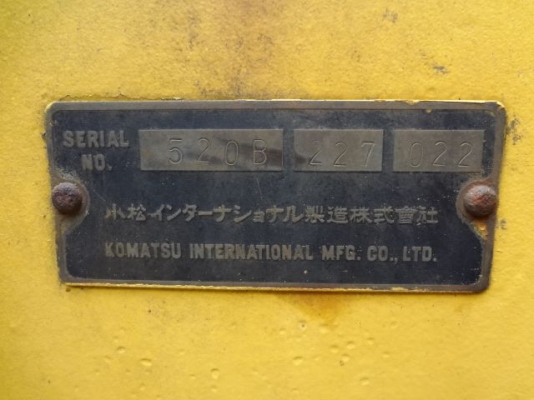 SERIAL NO. 520B 227 022
小松インターナショナル製造株式會社
KOMATSU INTERNATIONAL MFG. CO., LTD.